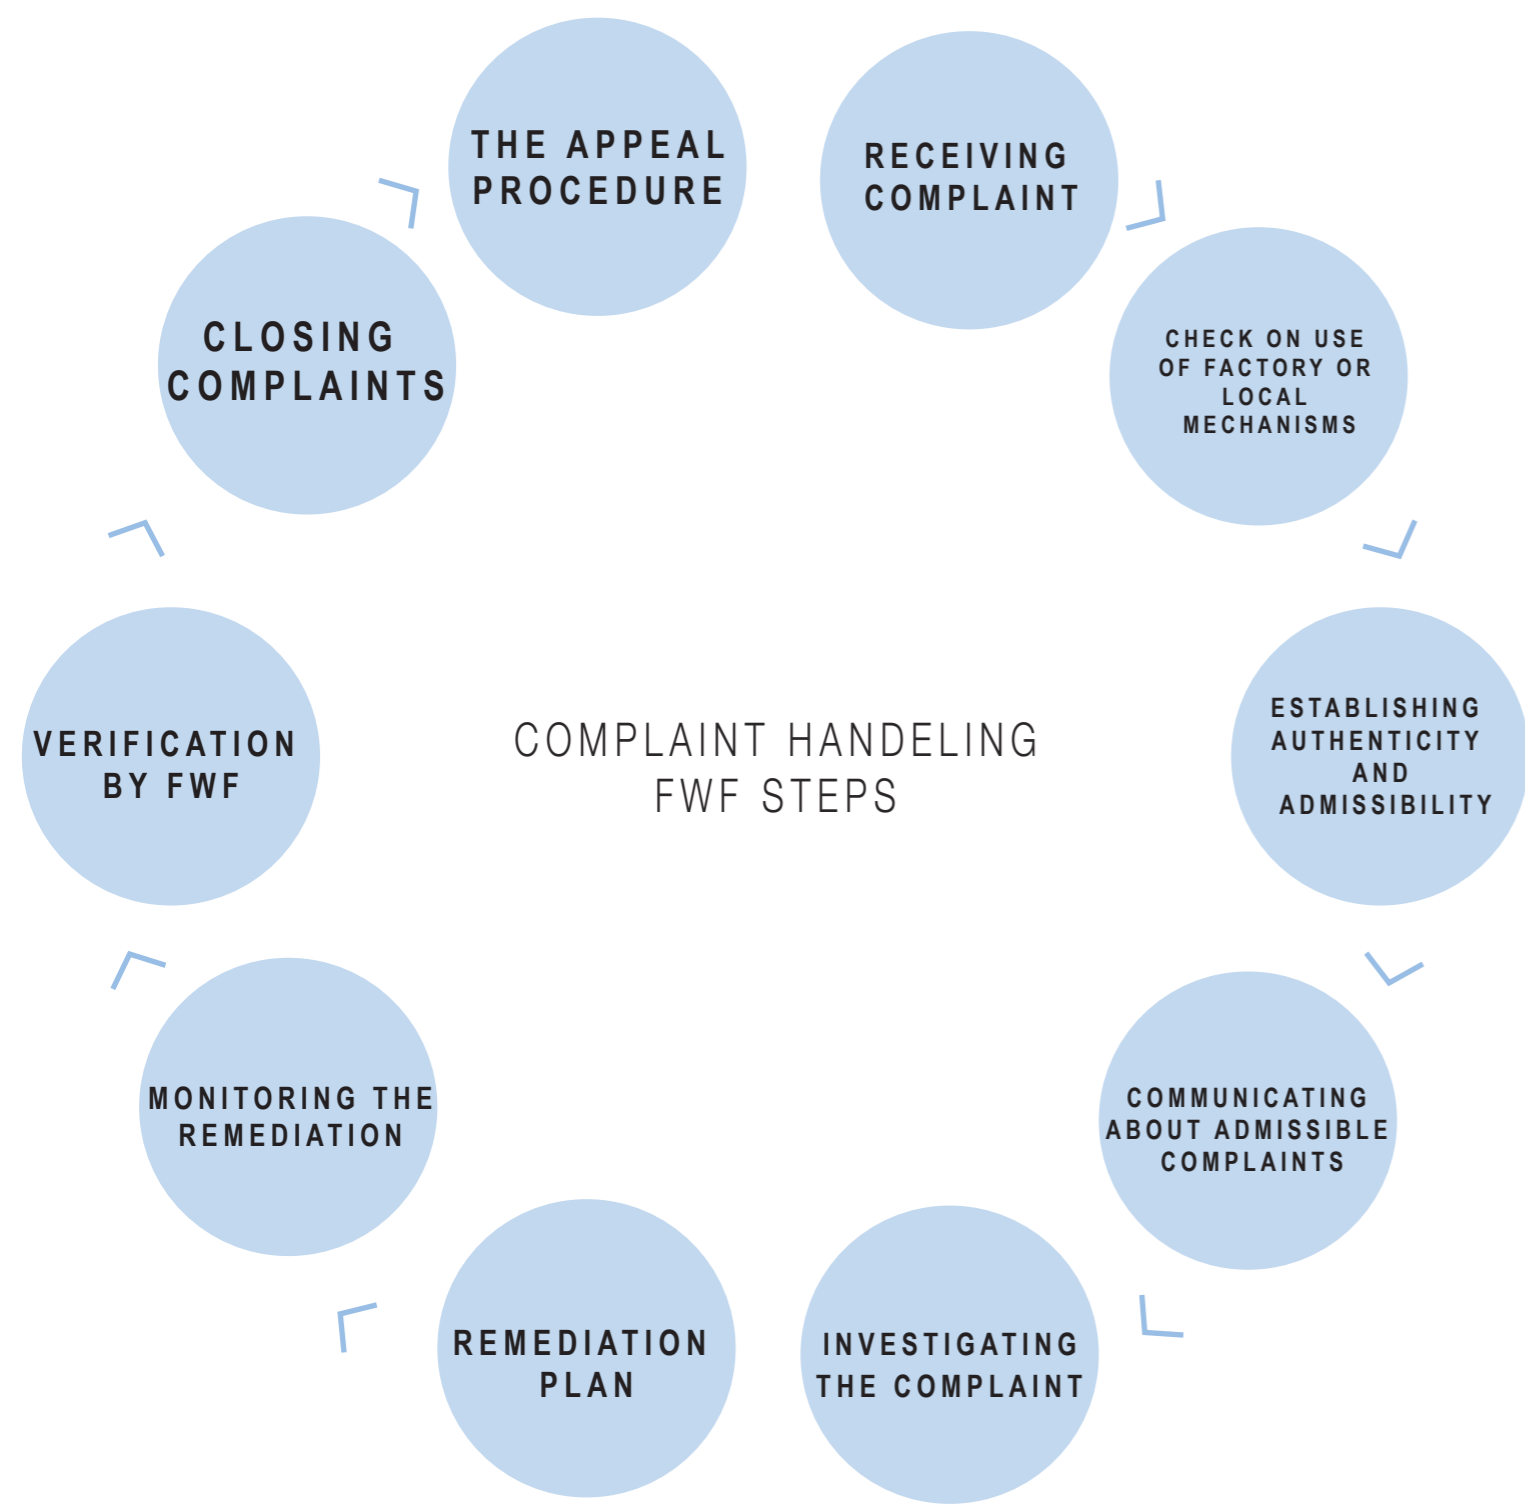 COMPLAINT HANDELING
FWF STEPS
RECEIVING
COMPLAINT
CHECK ON USE
OF FACTORY OR
LOCAL
MECHANISMS
ESTABLISHING
AUTHENTICITY
AND
ADMISSIBILITY
COMMUNICATING
ABOUT ADMISSIBLE
COMPLAINTS
INVESTIGATING
THE COMPLAINT
REMEDIATION
PLAN
MONITORING THE
REMEDIATION
VERIFICATION
BY FWF
CLOSING
COMPLAINTS
THE APPEAL
PROCEDURE